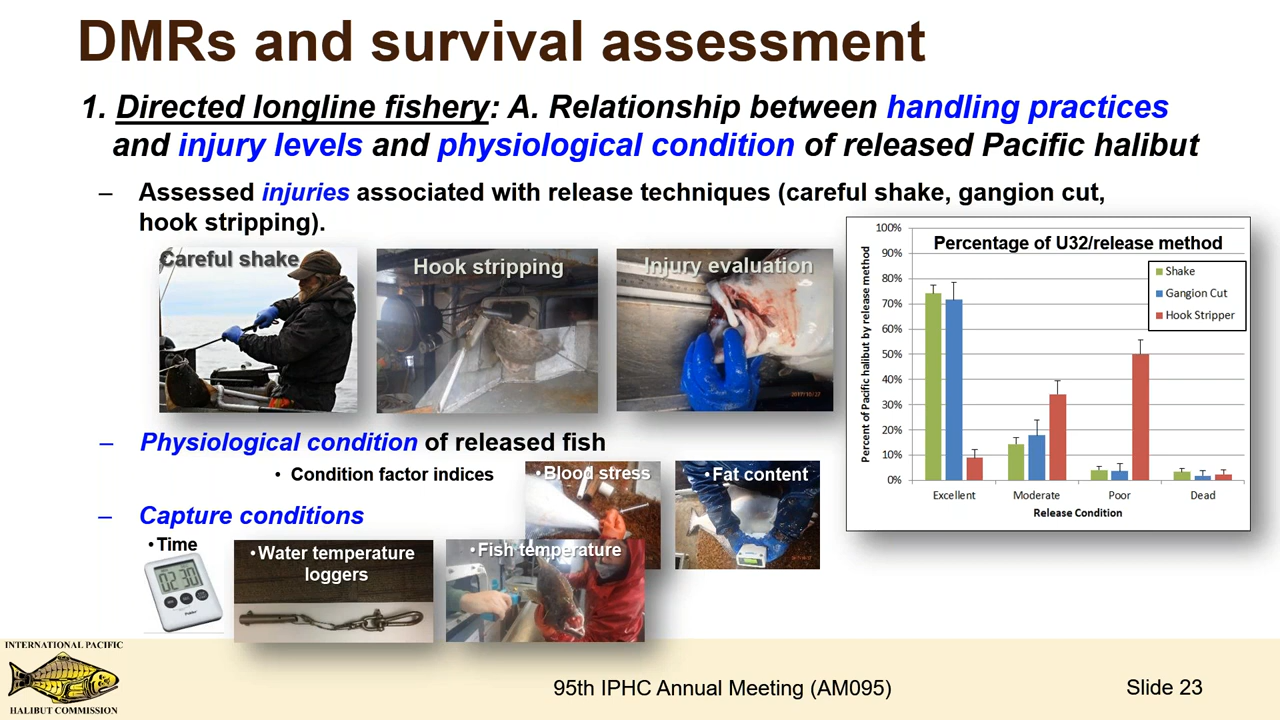 DMRs and survival assessment
1. Directed longline fishery: A. Relationship between handling practices
and injury levels and physiological condition of released Pacific halibut
– Assessed injuries associated with release techniques (careful shake, gangion cut,
hook stripping).
Careful shake
Hook stripping
Injury evaluation
2017/10/27
Percentage of U32/release method
Percent of Pacific halibut by release method
100%
90%
80%
70%
60%
50%
40%
30%
20%
10%
0%
Shake
Gangion Cut
Hook Stripper
Excellent Moderate Poor Dead
Release Condition
– Physiological condition of released fish
• Condition factor indices
• Blood stress
• Fat content
– Capture conditions
• Time
0230
• Water temperature
loggers
• Fish temperature
INTERNATIONAL PACIFIC
HALIBUT COMMISSION
95th IPHC Annual Meeting (AM095)
Slide 23